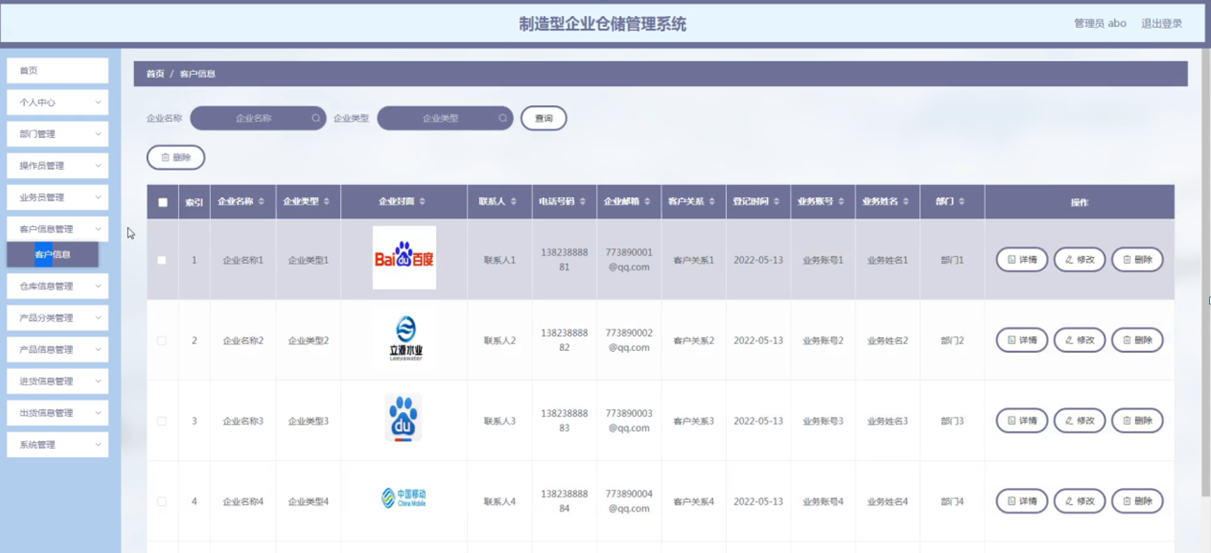 制造型企业仓储管理系统
管理员 abo 退出登录
首页
个人中心
部门管理
操作员管理
业务员管理
客户信息管理
客户信息
仓库信息管理
产品分类管理
产品信息管理
进货信息管理
出货信息管理
系统管理
首页 / 客户信息
企业名称 企业名称 企业类型 企业类型 查询
删除
索引 企业名称 企业类型 企业封面 联系人 电话号码 企业邮箱 客户关系 登记时间 业务账号 业务姓名 部门 操作
1 企业名称1 企业类型1 Bai du 百度 联系人1 13823888881 773890001@qq.com 客户关系1 2022-05-13 业务账号1 业务姓名1 部门1 详情 修改 删除
2 企业名称2 企业类型2 立源水业 Leevswater 联系人2 13823888882 773890002@qq.com 客户关系2 2022-05-13 业务账号2 业务姓名2 部门2 详情 修改 删除
3 企业名称3 企业类型3 du 联系人3 13823888883 773890003@qq.com 客户关系3 2022-05-13 业务账号3 业务姓名3 部门3 详情 修改 删除
4 企业名称4 企业类型4 中国移动 China Mobile 联系人4 13823888884 773890004@qq.com 客户关系4 2022-05-13 业务账号4 业务姓名4 部门4 详情 修改 删除